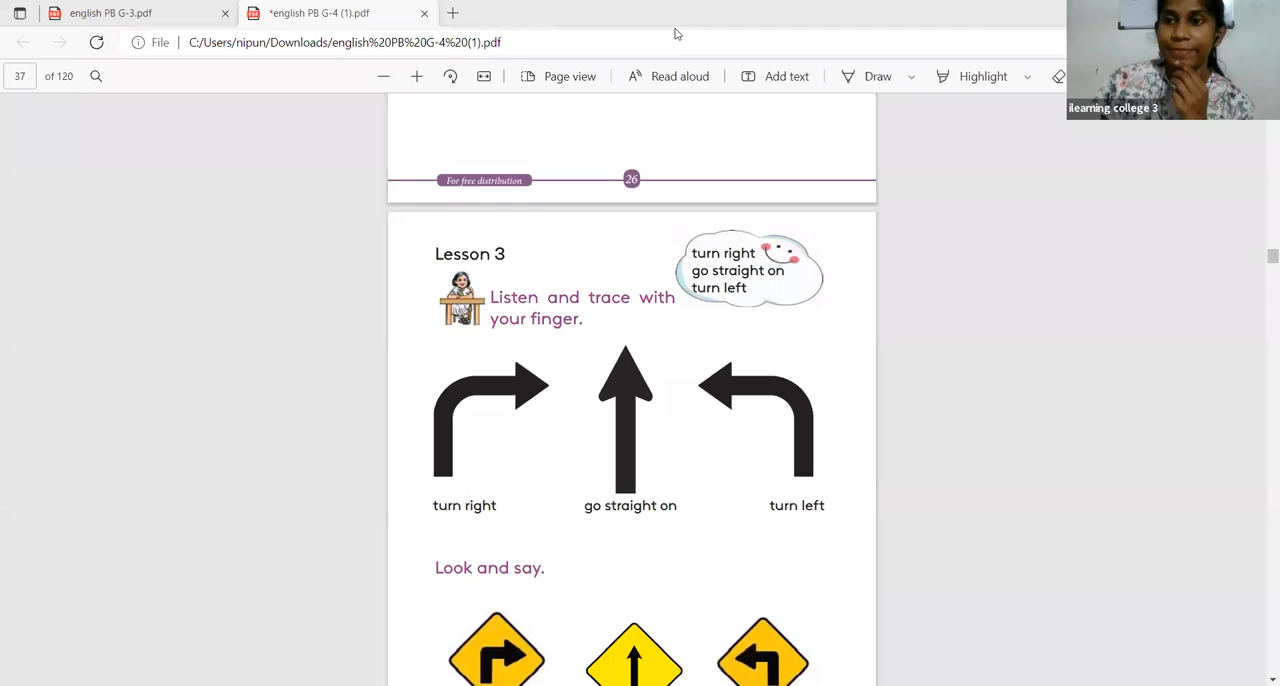 english PB G-3.pdf
*english PB G-4 (1).pdf
File
C:/Users/nipun/Downloads/english%20PB%20G-4%20(1).pdf
37 of 120
Page view
Read aloud
Add text
Draw
Highlight
ilearning college 3
For free distribution
26
Lesson 3
turn right
go straight on
turn left
Listen and trace with
your finger.
turn right
go straight on
turn left
Look and say.